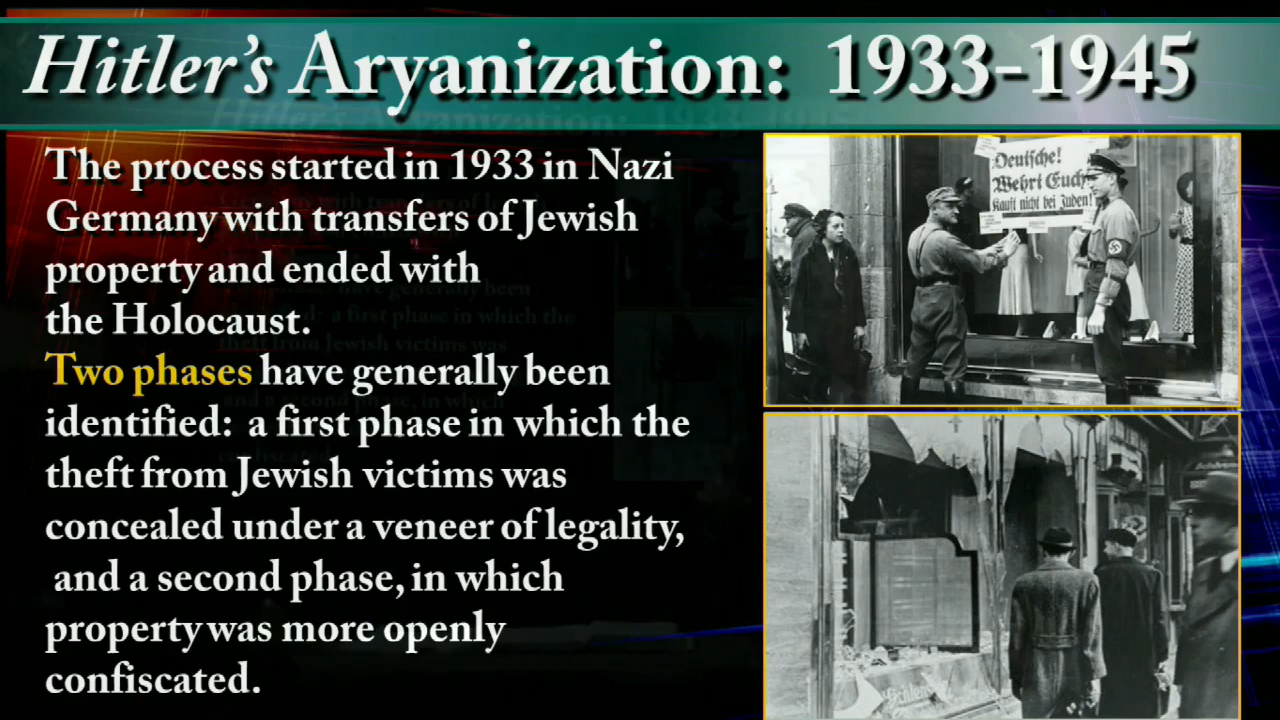 Hitler's Aryanization: 1933-1945
The process started in 1933 in Nazi
Germany with transfers of Jewish
property and ended with
the Holocaust.
Two phases have generally been
identified: a first phase in which the
theft from Jewish victims was
concealed under a veneer of legality,
and a second phase, in which
property was more openly
confiscated.
Deutsche!
Wehrt Euch
Kauft nicht bei Juden!